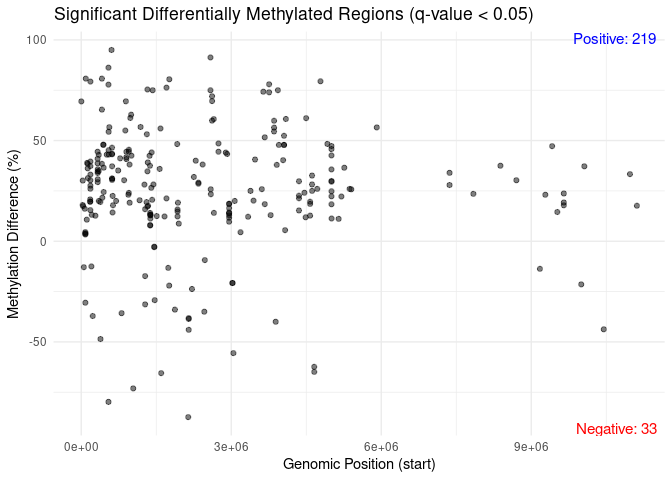 Significant Differentially Methylated Regions (q-value < 0.05)
Positive: 219
100
50
0
-50
Methylation Difference (%)
Negative: 33
0e+00 3e+06 6e+06 9e+06
Genomic Position (start)